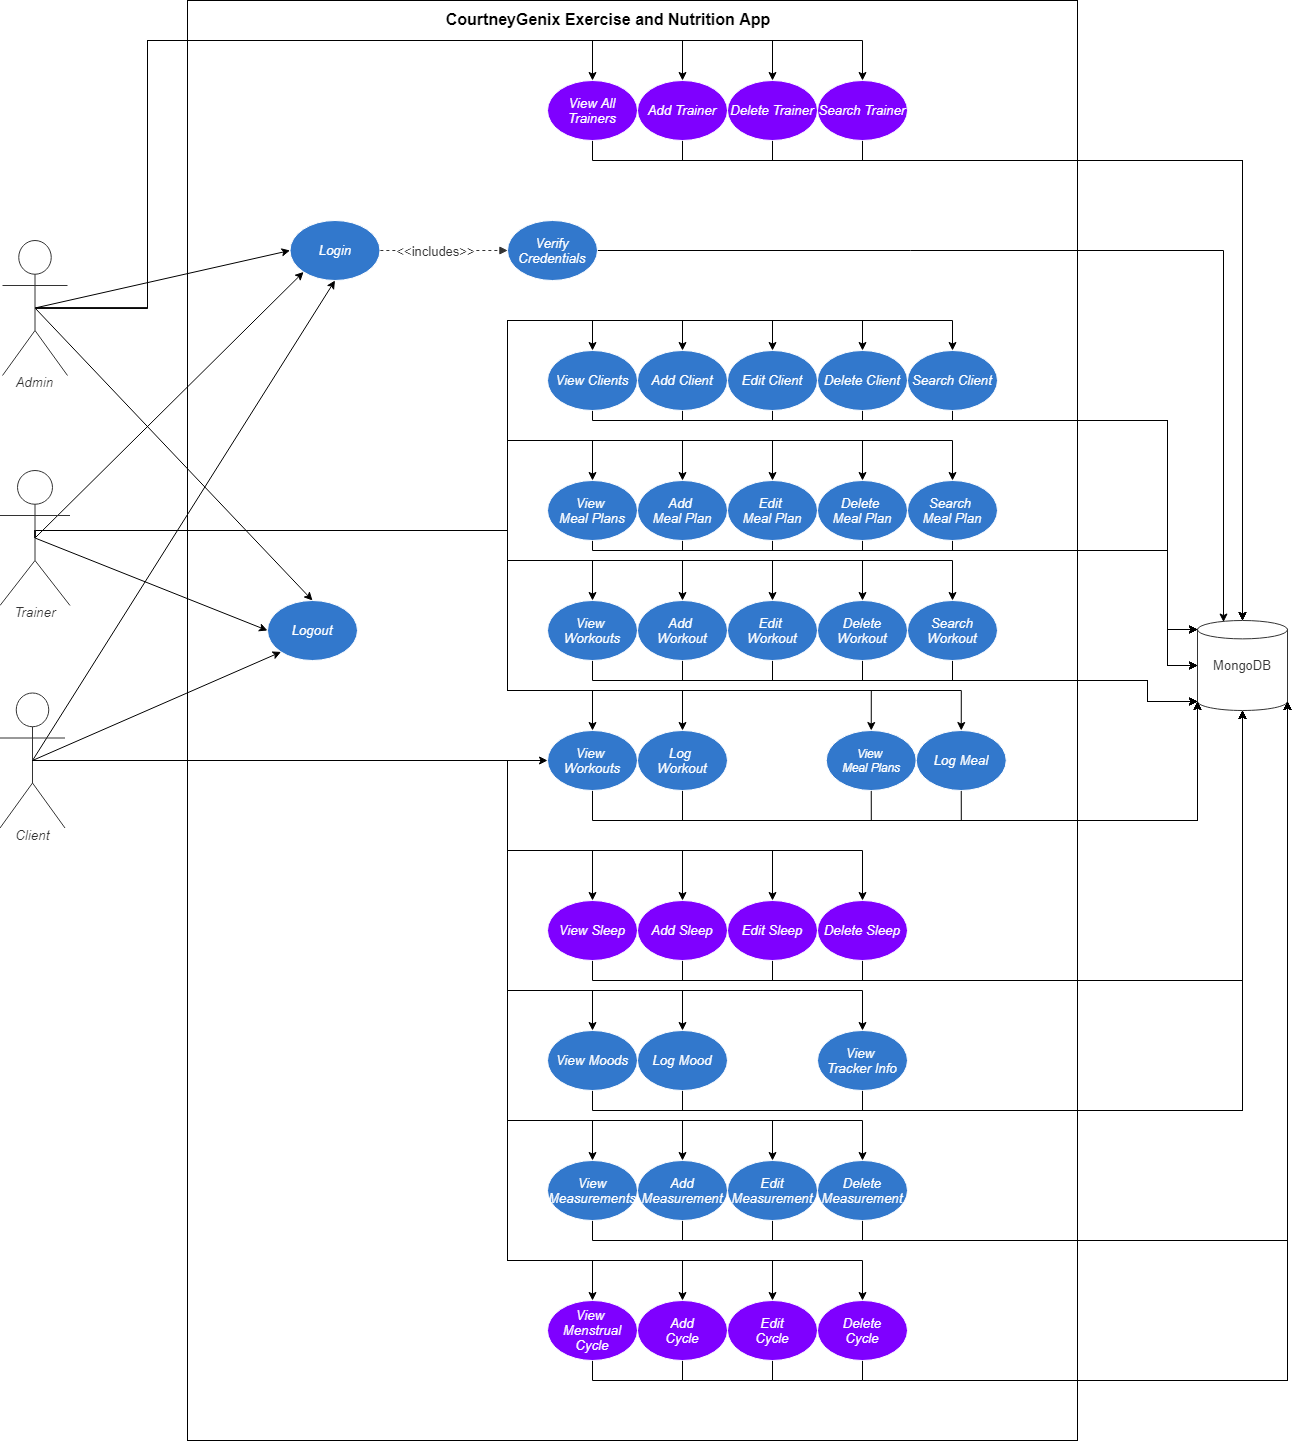 CourtneyGenix Exercise and Nutrition App
View All
Trainers
Add Trainer
Delete Trainer
Search Trainer
Login
<<includes>>
Verify
Credentials
Admin
View Clients
Add Client
Edit Client
Delete Client
Search Client
View
Meal Plans
Add
Meal Plan
Edit
Meal Plan
Delete
Meal Plan
Search
Meal Plan
Trainer
Logout
View
Workouts
Add
Workout
Edit
Workout
Delete
Workout
Search
Workout
MongoDB
Client
View
Workouts
Log
Workout
View
Meal Plans
Log Meal
View Sleep
Add Sleep
Edit Sleep
Delete Sleep
View Moods
Log Mood
View
Tracker Info
View
Measurements
Add
Measurement
Edit
Measurement
Delete
Measurement
View
Menstrual
Cycle
Add
Cycle
Edit
Cycle
Delete
Cycle